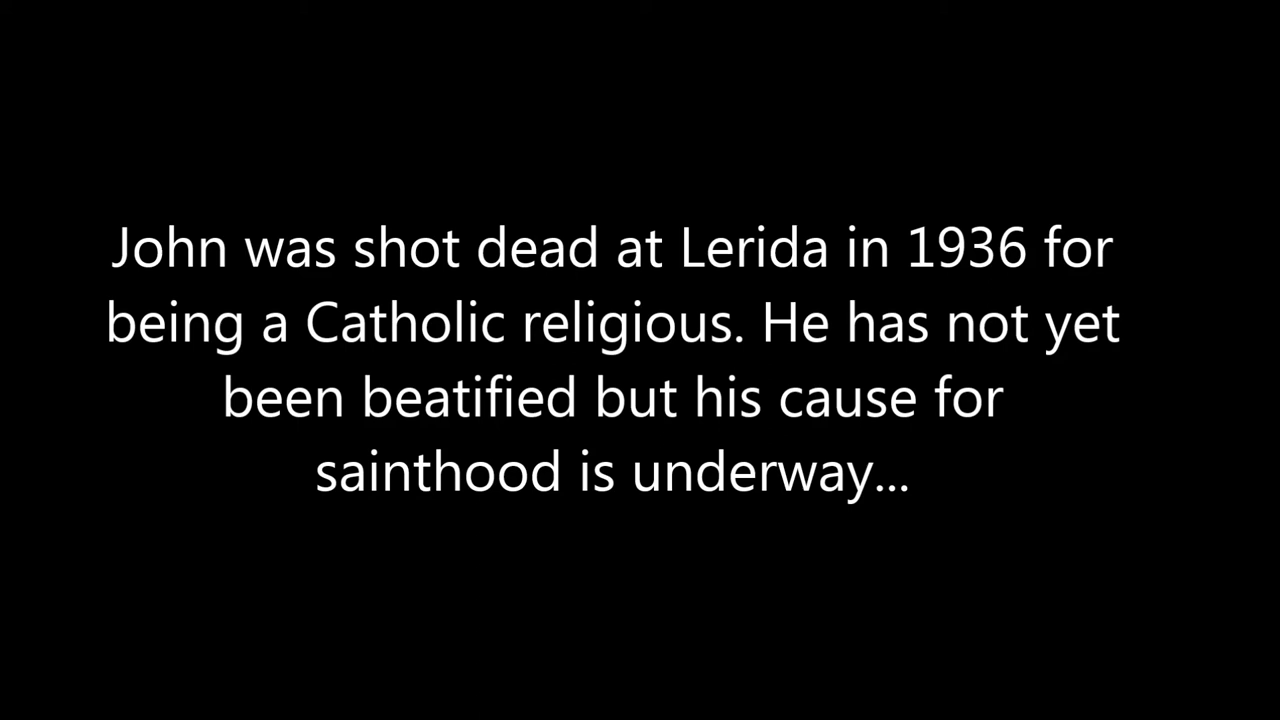 John was shot dead at Lerida in 1936 for
being a Catholic religious. He has not yet
been beatified but his cause for
sainthood is underway...